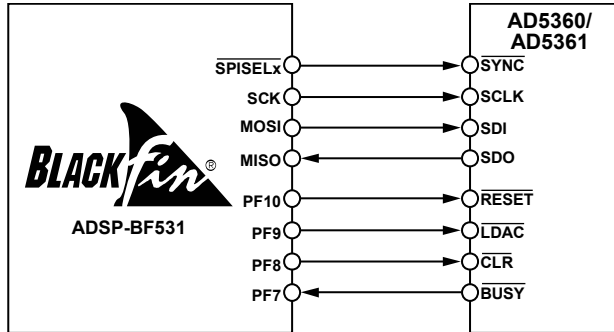 AD5360/
AD5361
SPISELx
SYNC
SCK
SCLK
MOSI
SDI
MISO
SDO
BLACKfin®
PF10
RESET
ADSP-BF531
PF9
LDAC
PF8
CLR
PF7
BUSY